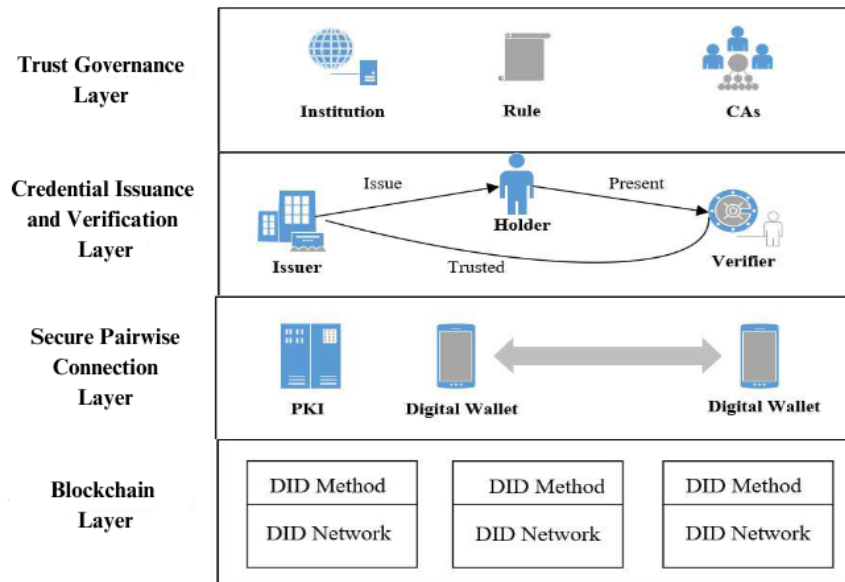 Trust Governance
Layer
Institution
Rule
CAs
Credential Issuance
and Verification
Layer
Issue
Present
Holder
Issuer
Trusted
Verifier
Secure Pairwise
Connection
Layer
PKI
Digital Wallet
Digital Wallet
Blockchain
Layer
DID Method
DID Network
DID Method
DID Network
DID Method
DID Network